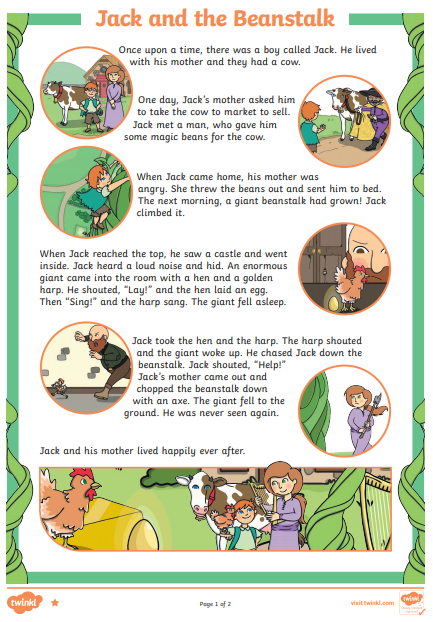 Jack and the Beanstalk
Once upon a time, there was a boy called Jack. He lived
with his mother and they had a cow.
One day, Jack's mother asked him
to take the cow to market to sell.
Jack met a man, who gave him
some magic beans for the cow.
When Jack came home, his mother was
angry. She threw the beans out and sent him to bed.
The next morning, a giant beanstalk had grown! Jack
climbed it.
When Jack reached the top, he saw a castle and went
inside. Jack heard a loud noise and hid. An enormous
giant came into the room with a hen and a golden
harp. He shouted, “Lay!” and the hen laid an egg.
Then “Sing!” and the harp sang. The giant fell asleep.
Jack took the hen and the harp. The harp shouted
and the giant woke up. He chased Jack down the
beanstalk. Jack shouted, “Help!”
Jack's mother came out and
chopped the beanstalk down
with an axe. The giant fell to the
ground. He was never seen again.
Jack and his mother lived happily ever after.
twinkl
Page 1 of 2
visit twinkl.com
twinkl